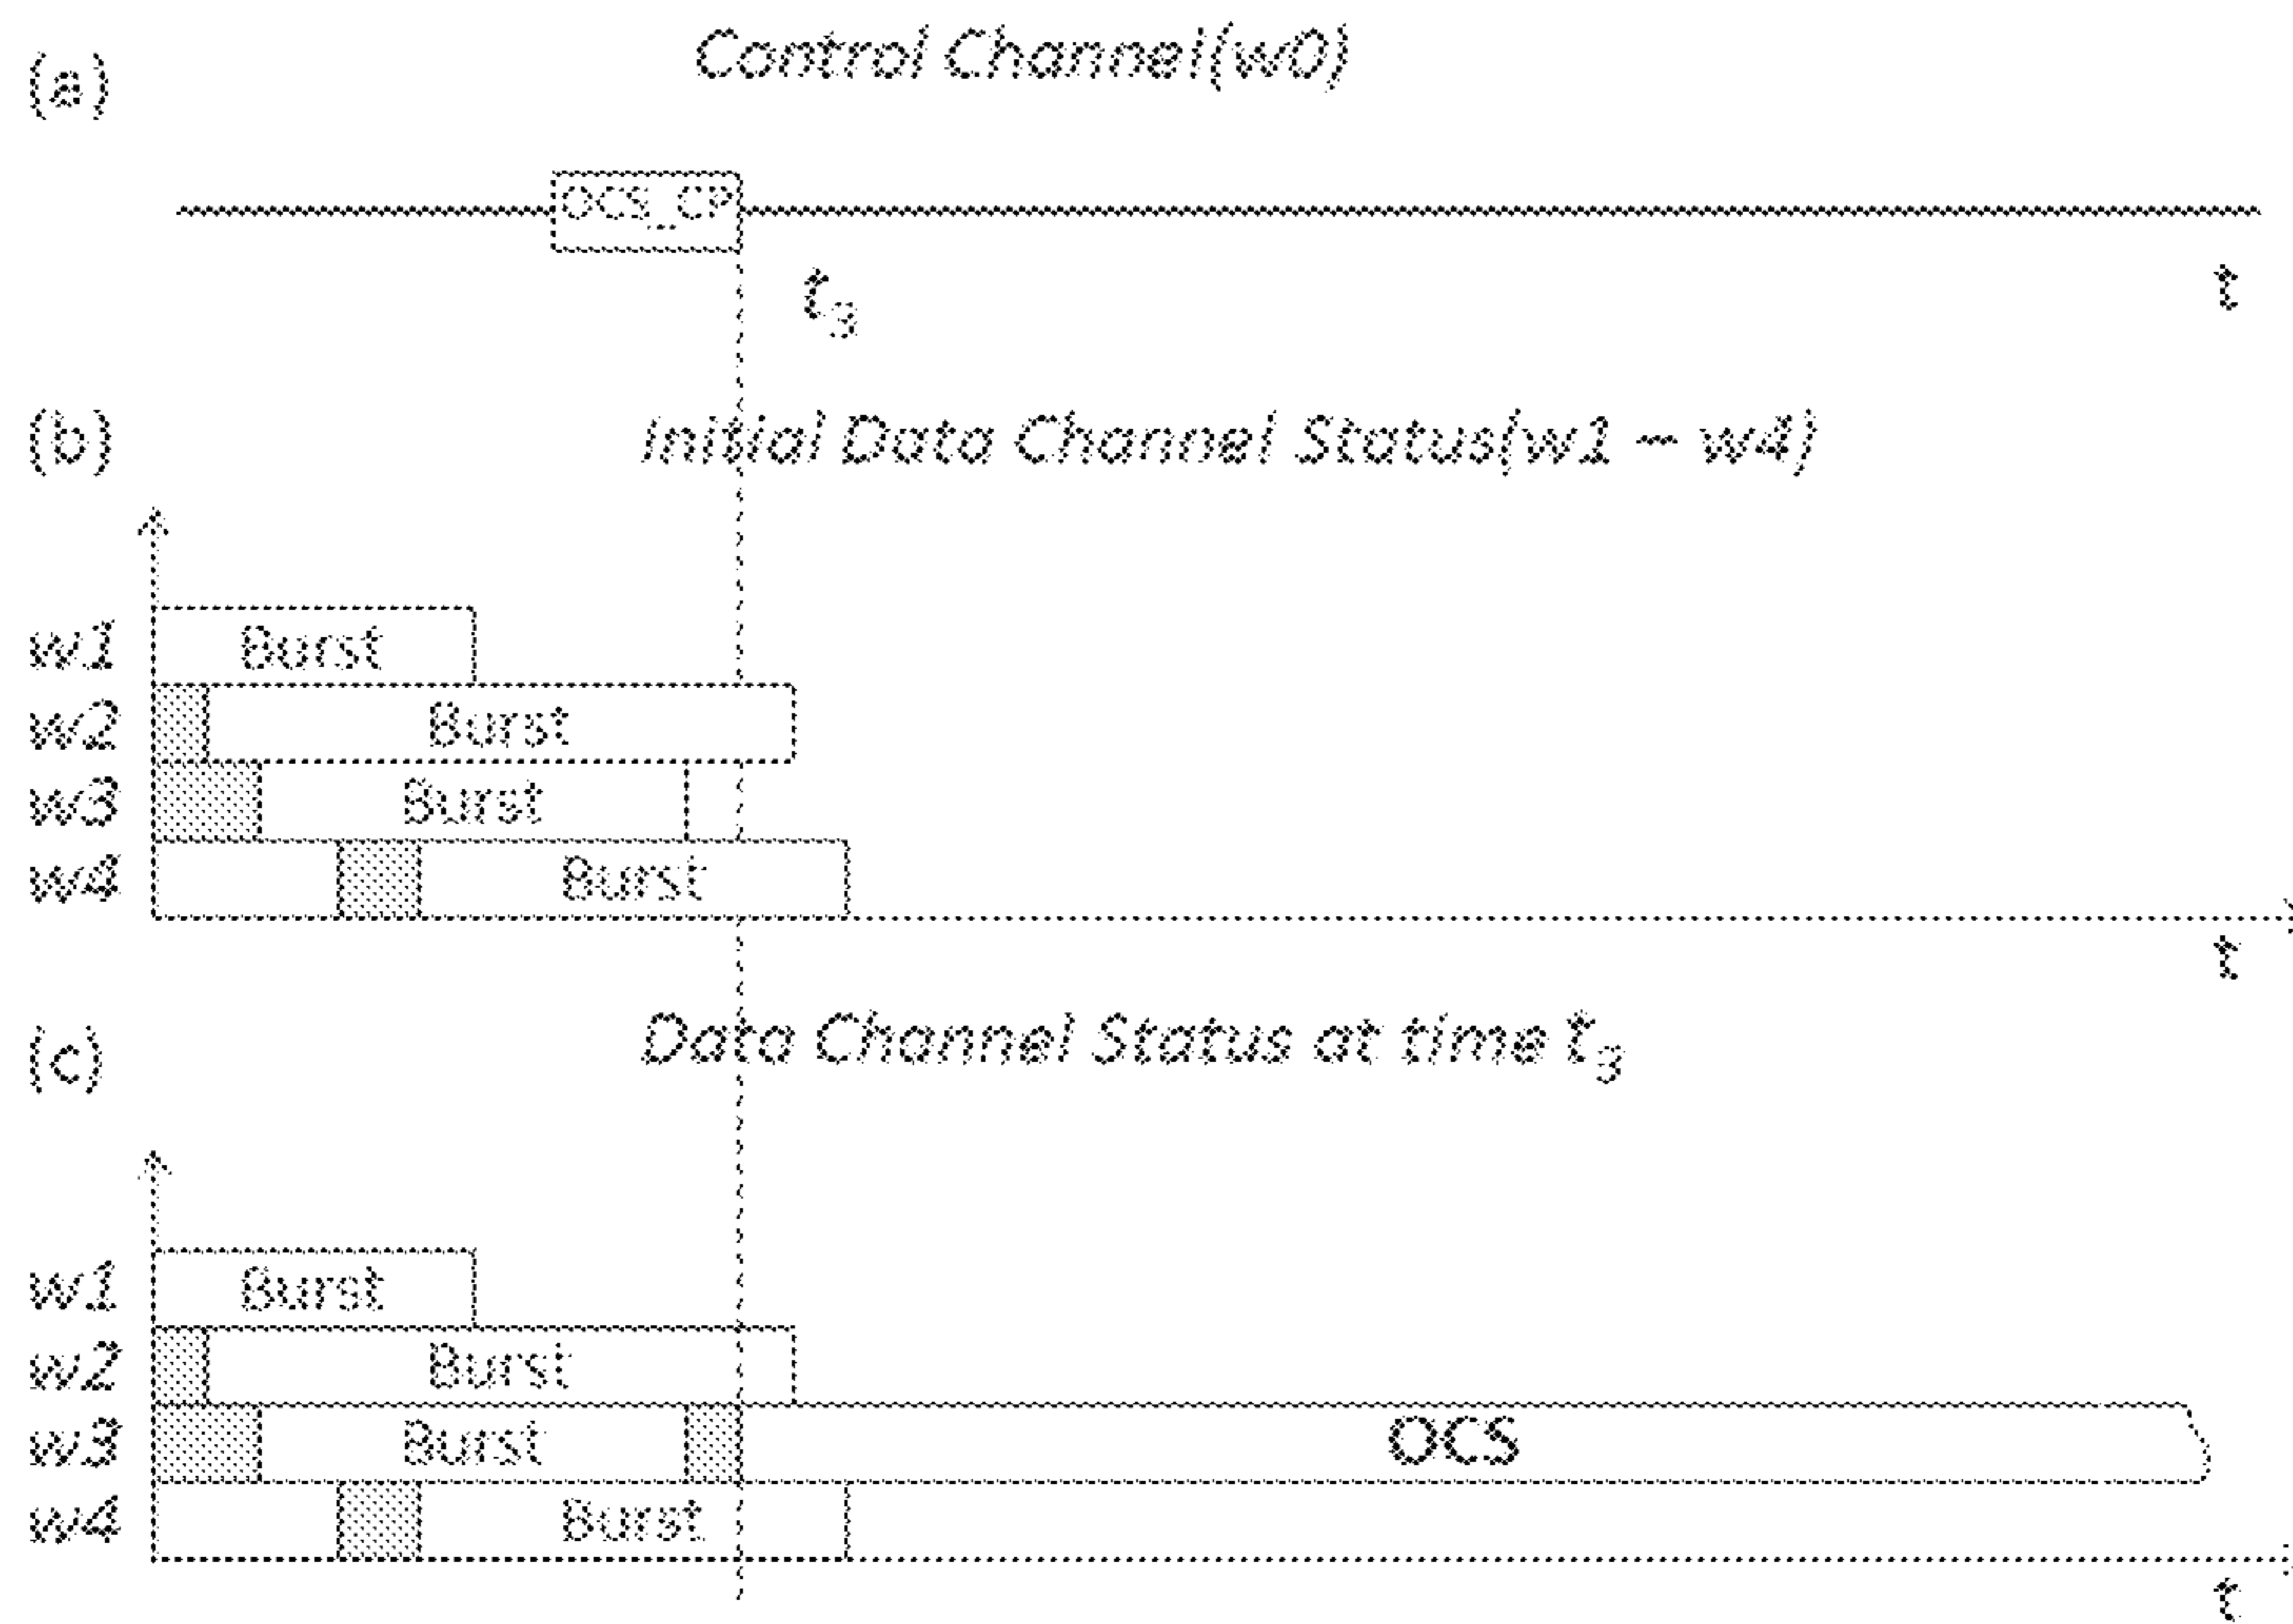 (a)
Control Channel(w0)
OCS_CP
t₃
t
(b)
Initial Data Channel Status(w1 – w4)
w1
Burst
w2
Burst
w3
Burst
w4
Burst
t
(c)
Data Channel Status at time t₃
w1
Burst
w2
Burst
w3
Burst
OCS
w4
Burst
t